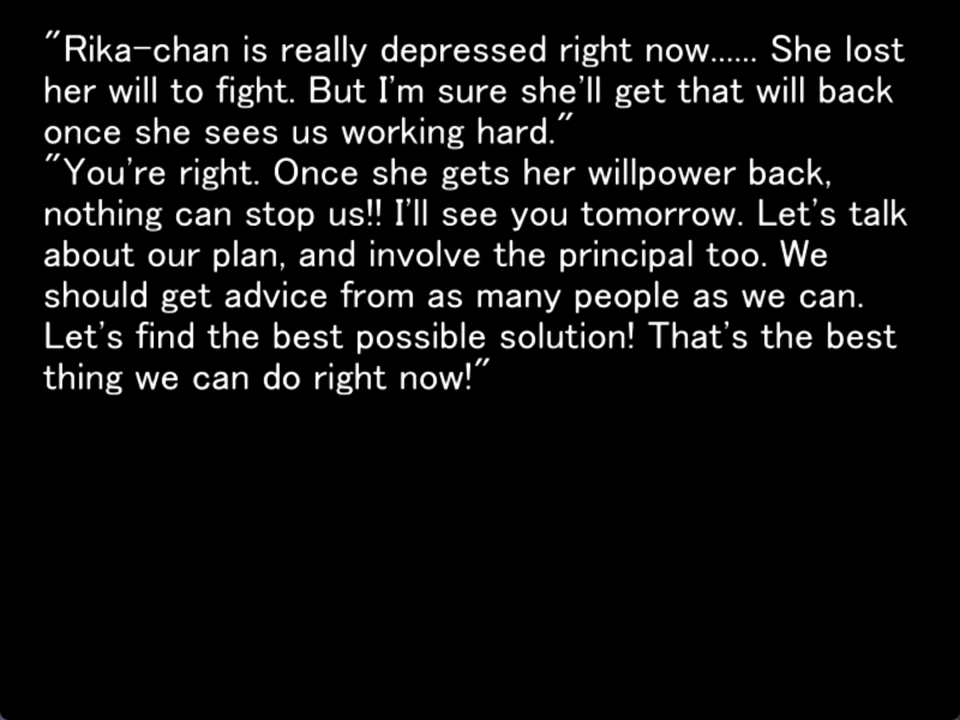 "Rika-chan is really depressed right now...... She lost
her will to fight. But I'm sure she'll get that will back
once she sees us working hard."
"You're right. Once she gets her willpower back,
nothing can stop us!! I'll see you tomorrow. Let's talk
about our plan, and involve the principal too. We
should get advice from as many people as we can.
Let's find the best possible solution! That's the best
thing we can do right now!"